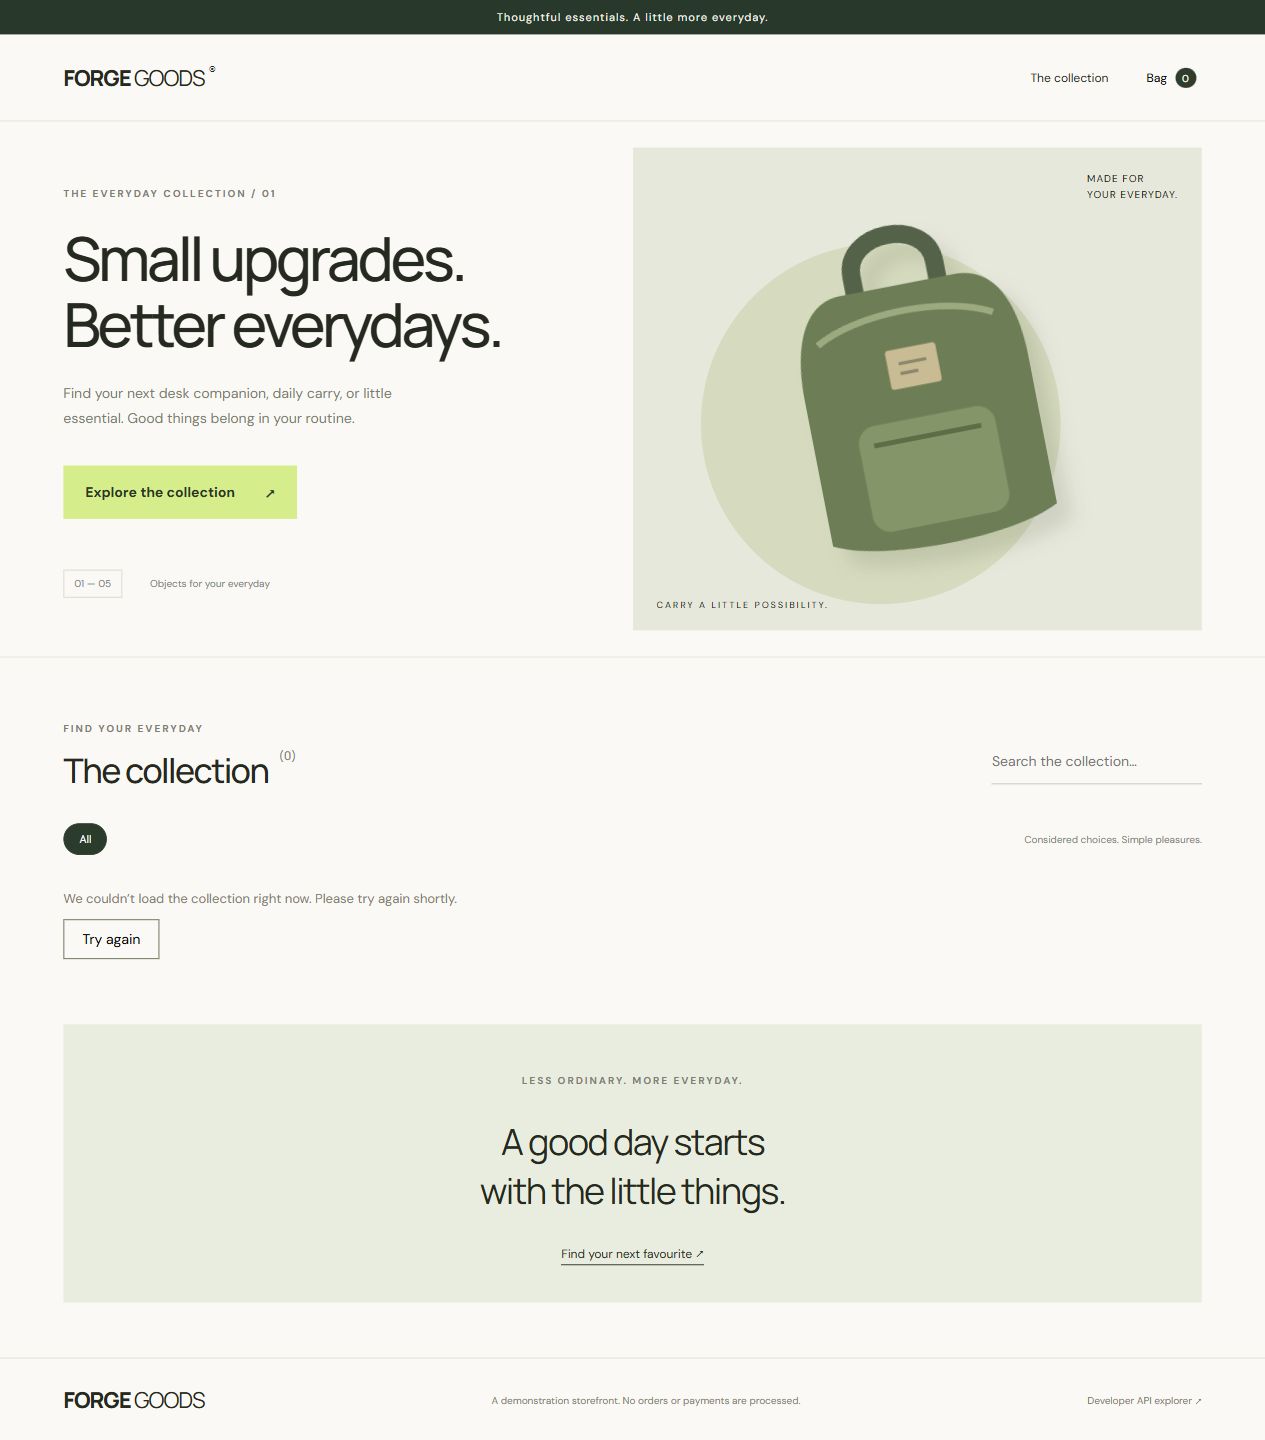 Thoughtful essentials. A little more everyday.
FORGE GOODS ®
The collection
Bag 0
THE EVERYDAY COLLECTION / 01
Small upgrades.
Better everydays.
Find your next desk companion, daily carry, or little
essential. Good things belong in your routine.
Explore the collection ↗
01 — 05
Objects for your everyday
MADE FOR
YOUR EVERYDAY.
CARRY A LITTLE POSSIBILITY.
FIND YOUR EVERYDAY
The collection (0)
Search the collection...
All
Considered choices. Simple pleasures.
We couldn’t load the collection right now. Please try again shortly.
Try again
LESS ORDINARY. MORE EVERYDAY.
A good day starts
with the little things.
Find your next favourite ↗
FORGE GOODS
A demonstration storefront. No orders or payments are processed.
Developer API explorer ↗